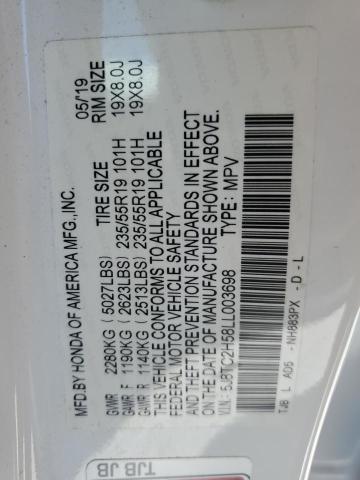 MFD.BY HONDA OF AMERICA MFG.,INC. 05/19
TIRE SIZE RIM SIZE
GVWR 2280KG (5027LBS)
GAWR F 1190KG (2623LBS) 235/55R19 101H 19X8.0J
GAWR R 1140KG (2513LBS) 235/55R19 101H 19X8.0J
THIS VEHICLE CONFORMS TO ALL APPLICABLE
FEDERAL MOTOR VEHICLE SAFETY
AND THEFT PREVENTION STANDARDS IN EFFECT
ON THE DATE OF MANUFACTURE SHOWN ABOVE.
V.I.N.: 5J8TC2H58LL003698 TYPE: MPV
TJB L A05 -NH883PX - D - L
TJB JB